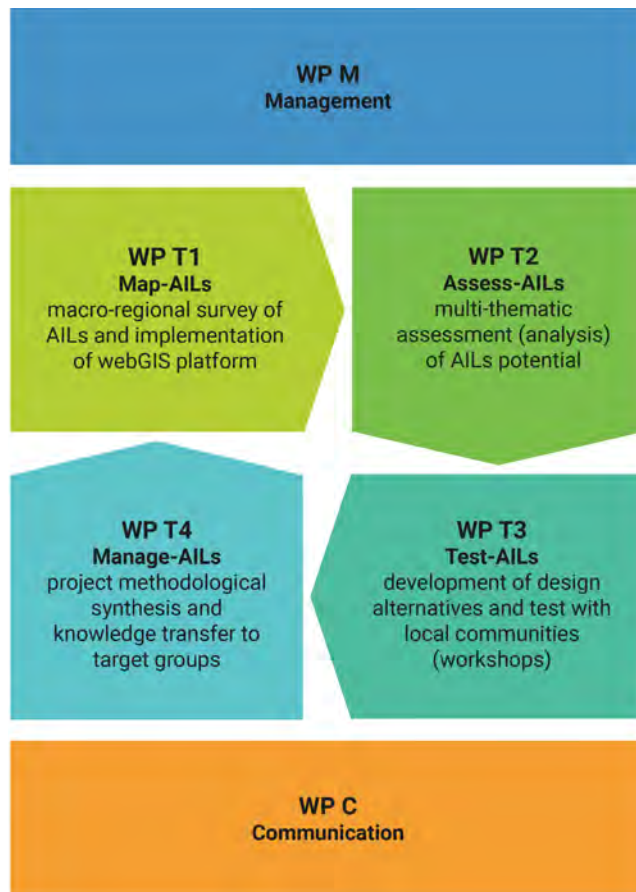 WP M
Management
WP T1
Map-AILs
macro-regional survey of
AILs and implementation
of webGIS platform
WP T2
Assess-AILs
multi-thematic
assessment (analysis)
of AILs potential
WP T4
Manage-AILs
project methodological
synthesis and
knowledge transfer to
target groups
WP T3
Test-AILs
development of design
alternatives and test with
local communities
(workshops)
WP C
Communication